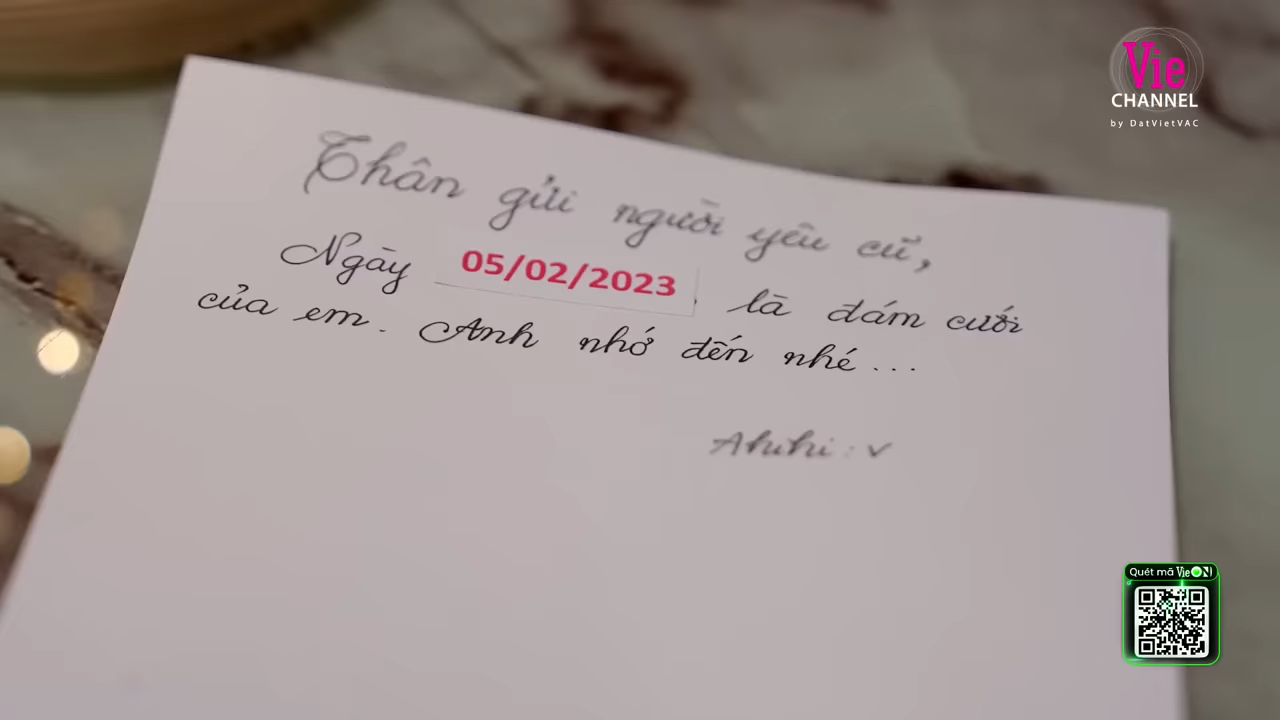 Vie
CHANNEL
by DatVietVAC
Thân gửi người yêu cũ,
Ngày 05/02/2023 là đám cưới
của em. Anh nhớ đến nhé...
Ahihi : v
Quét mã VieON!